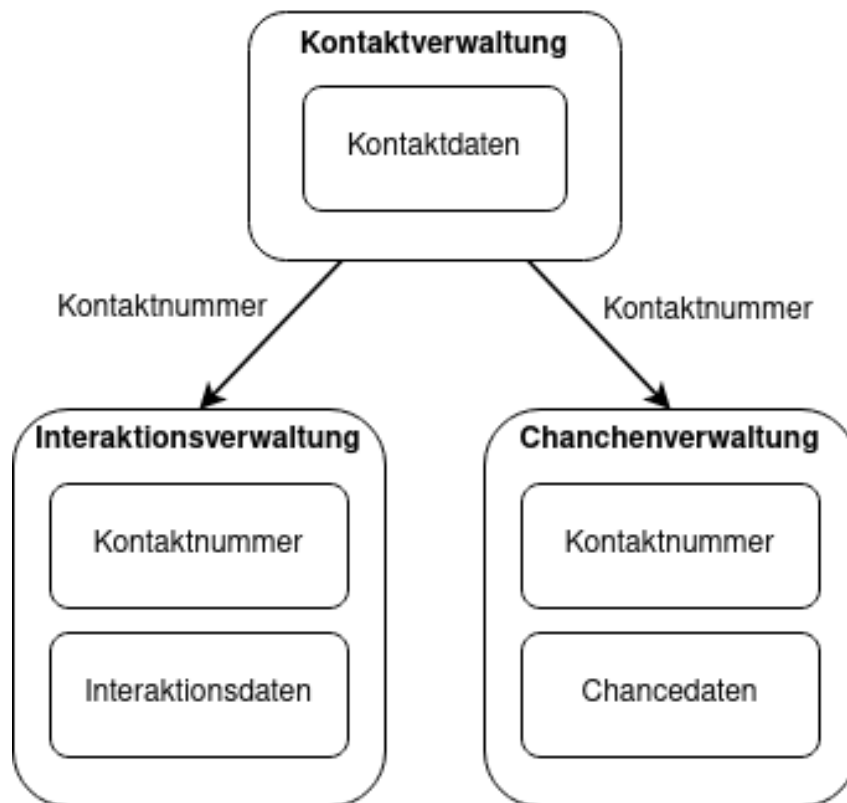 Kontaktverwaltung
Kontaktdaten
Kontaktnummer
Kontaktnummer
Interaktionsverwaltung
Kontaktnummer
Interaktionsdaten
Chanchenverwaltung
Kontaktnummer
Chancedaten